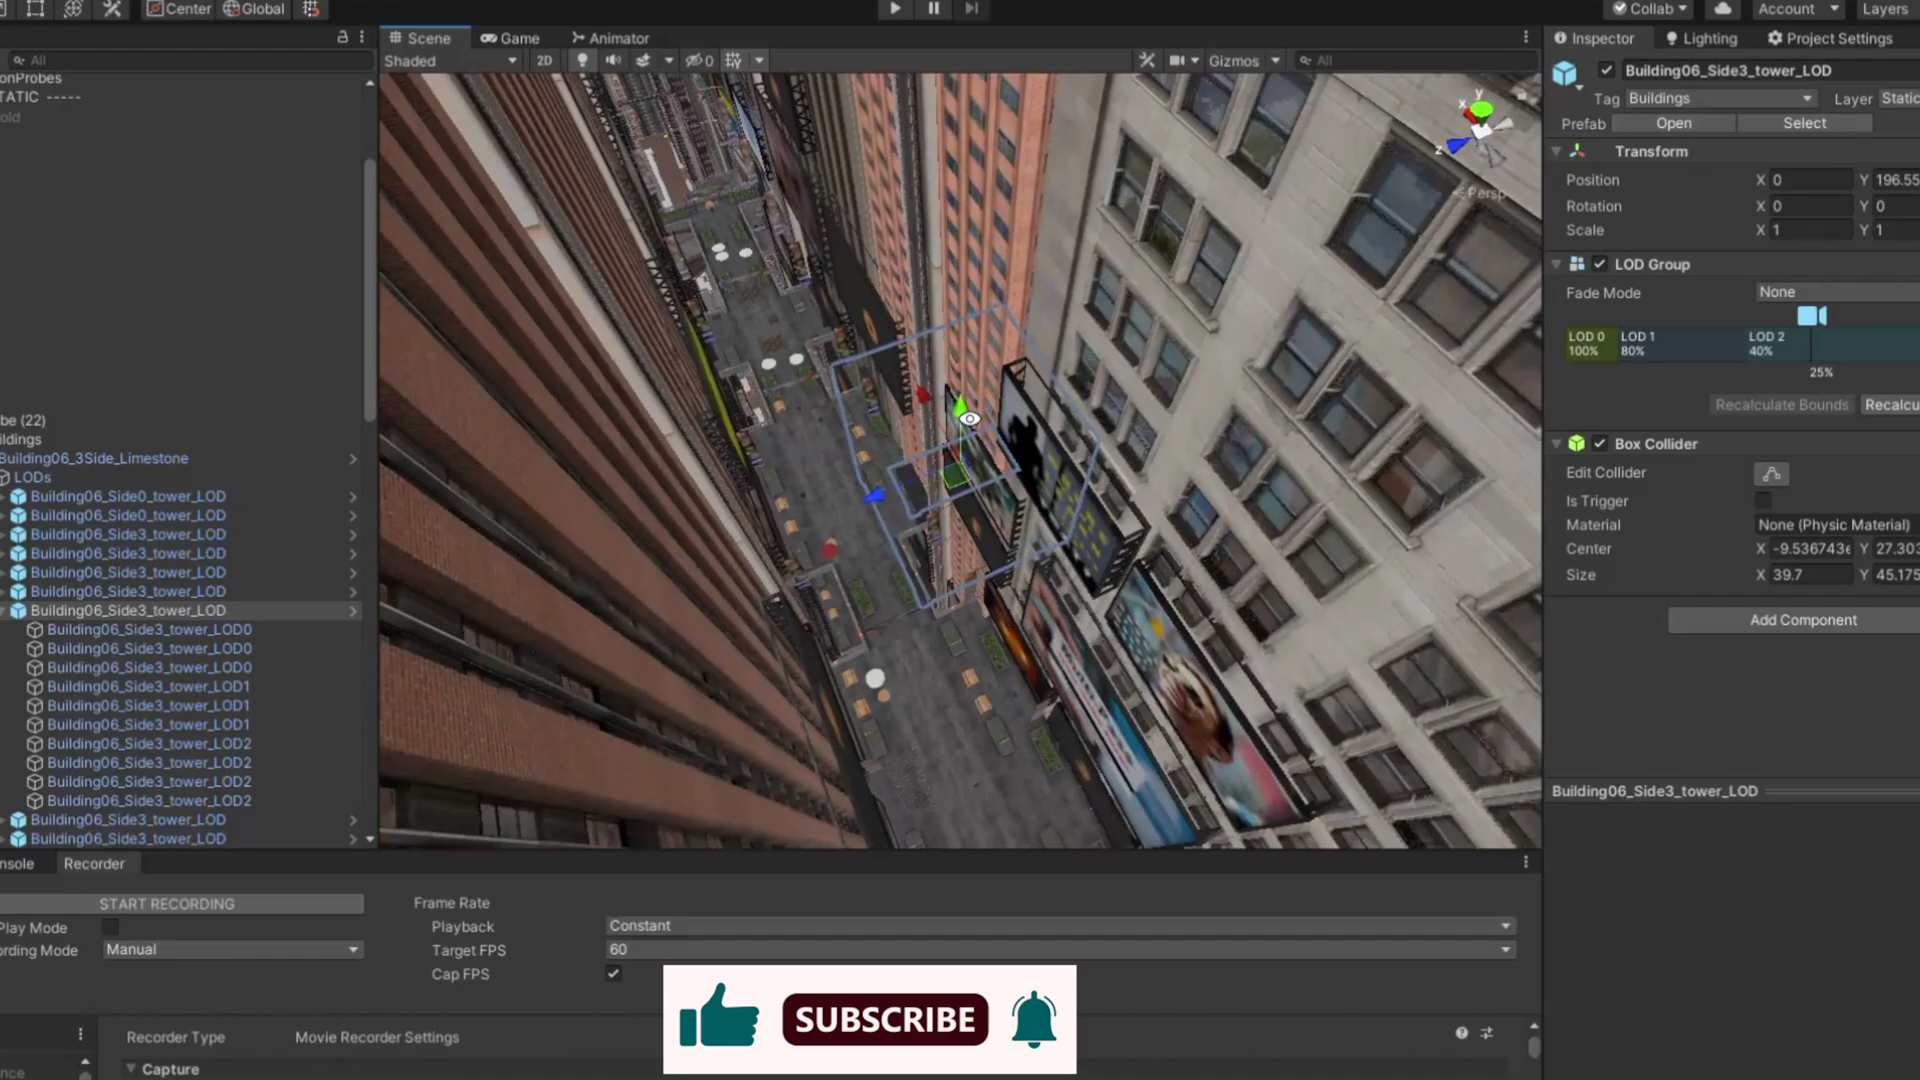 Center
Global
Collab
Account
Layers
All
onProbes
TATIC -----
old
be (22)
ildings
Building06_3Side_Limestone
LODs
Building06_Side0_tower_LOD
Building06_Side0_tower_LOD
Building06_Side3_tower_LOD
Building06_Side3_tower_LOD
Building06_Side3_tower_LOD
Building06_Side3_tower_LOD
Building06_Side3_tower_LOD
Building06_Side3_tower_LOD0
Building06_Side3_tower_LOD0
Building06_Side3_tower_LOD0
Building06_Side3_tower_LOD1
Building06_Side3_tower_LOD1
Building06_Side3_tower_LOD1
Building06_Side3_tower_LOD2
Building06_Side3_tower_LOD2
Building06_Side3_tower_LOD2
Building06_Side3_tower_LOD2
Building06_Side3_tower_LOD
Building06_Side3_tower_LOD
Scene Game Animator
Shaded 2D 0 Gizmos All
y
x
z
Persp
Inspector Lighting Project Settings
Building06_Side3_tower_LOD
Tag Buildings Layer Static
Prefab Open Select
Transform
Position X 0 Y 196.55
Rotation X 0 Y 0
Scale X 1 Y 1
LOD Group
Fade Mode None
LOD 0 LOD 1 LOD 2
100% 80% 40%
25%
Recalculate Bounds Recalcu
Box Collider
Edit Collider
Is Trigger
Material None (Physic Material)
Center X -9.536743e Y 27.303
Size X 39.7 Y 45.175
Add Component
Building06_Side3_tower_LOD
nsole Recorder
START RECORDING
Play Mode
ording Mode Manual
Frame Rate
Playback Constant
Target FPS 60
Cap FPS
SUBSCRIBE
Recorder Type Movie Recorder Settings
Capture
nce